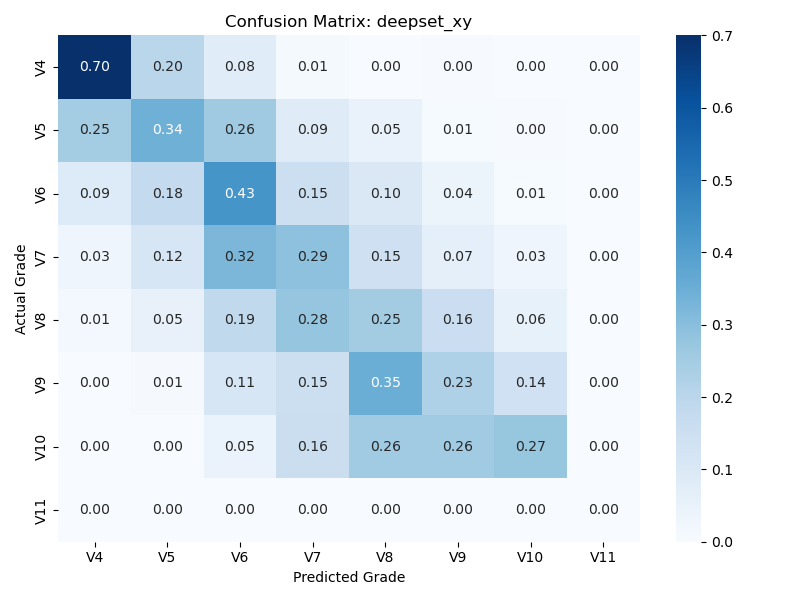 Confusion Matrix: deepset_xy
V4 0.70 0.20 0.08 0.01 0.00 0.00 0.00 0.00
V5 0.25 0.34 0.26 0.09 0.05 0.01 0.00 0.00
V6 0.09 0.18 0.43 0.15 0.10 0.04 0.01 0.00
V7 0.03 0.12 0.32 0.29 0.15 0.07 0.03 0.00
V8 0.01 0.05 0.19 0.28 0.25 0.16 0.06 0.00
V9 0.00 0.01 0.11 0.15 0.35 0.23 0.14 0.00
V10 0.00 0.00 0.05 0.16 0.26 0.26 0.27 0.00
V11 0.00 0.00 0.00 0.00 0.00 0.00 0.00 0.00
V4 V5 V6 V7 V8 V9 V10 V11
Predicted Grade
Actual Grade
0.7
0.6
0.5
0.4
0.3
0.2
0.1
0.0